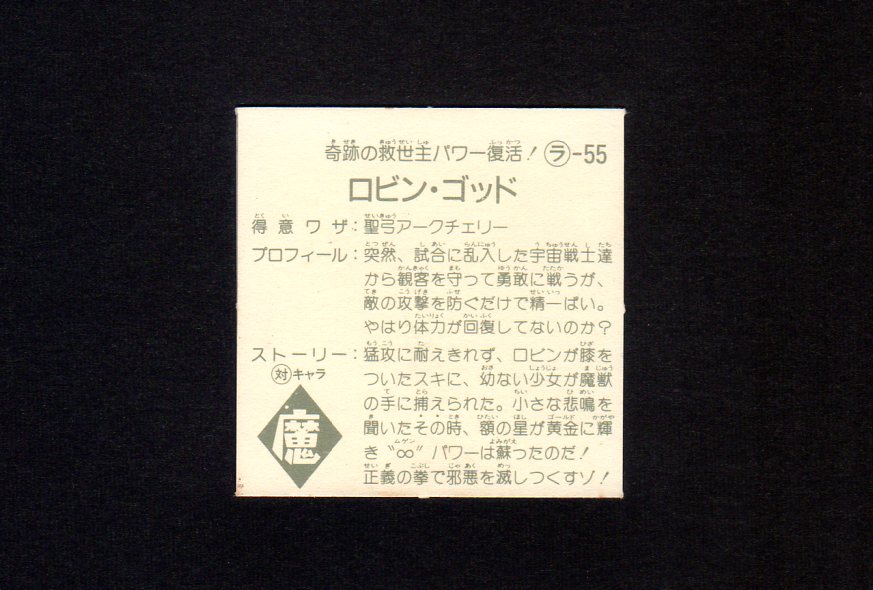 奇跡の救世主パワー復活! ㋶-55
ロビン・ゴッド
得意ワザ:聖弓アークチェリー
プロフィール:突然、試合に乱入した宇宙戦士達
から観客を守って勇敢に戦うが、
敵の攻撃を防ぐだけで精一ぱい。
やはり体力が回復してないのか?
ストーリー:猛攻に耐えきれず、ロビンが膝を
㋣対キャラ
ついたスキに、幼ない少女が魔獣
の手に捕えられた。小さな悲鳴を
聞いたその時、額の星が黄金に輝
き“∞”パワーは蘇ったのだ!
正義の拳で邪悪を滅しつくすゾ!
魔